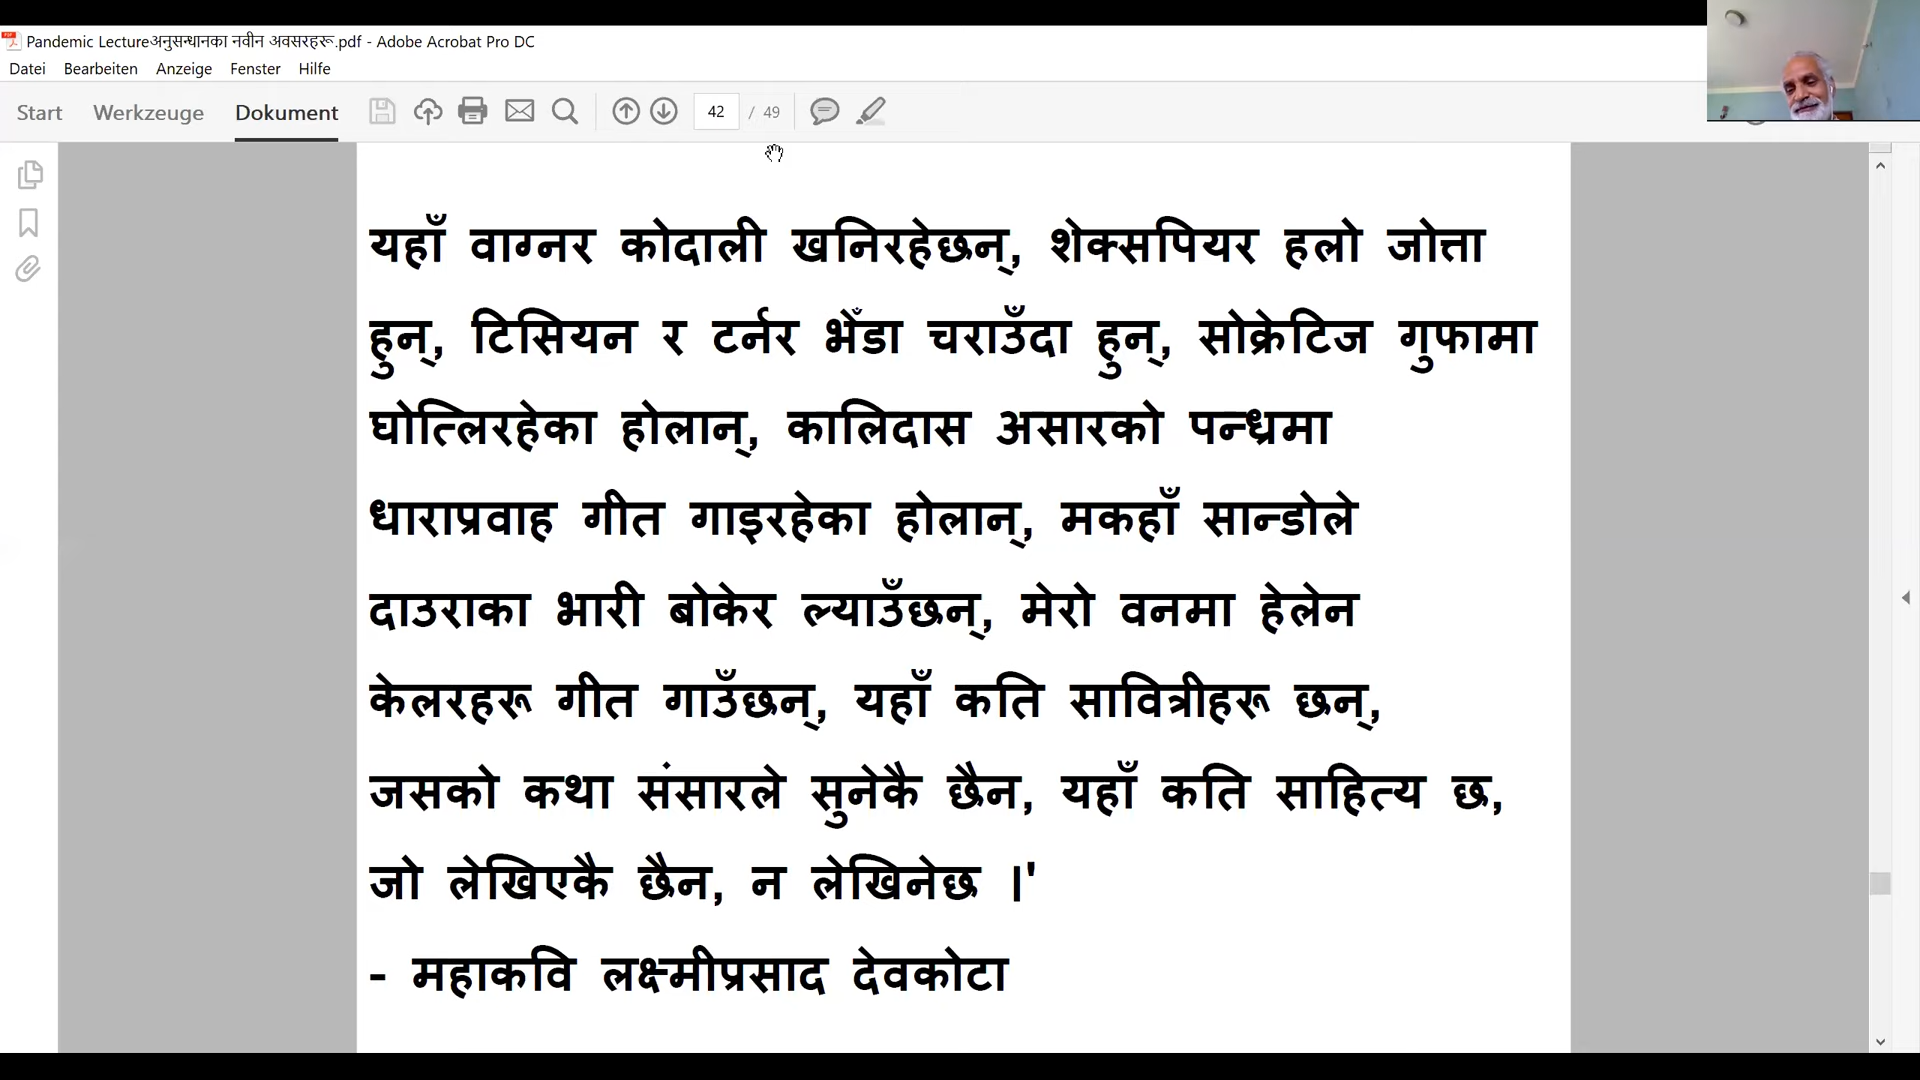 Pandemic Lectureअनुसन्धानका नवीन अवसरहरू.pdf - Adobe Acrobat Pro DC
Datei Bearbeiten Anzeige Fenster Hilfe
Start Werkzeuge Dokument 42 / 49
यहाँ वाग्नर कोदाली खनिरहेछन्, शेक्सपियर हलो जोत्ता
हुन्, टिसियन र टर्नर भेँडा चराउँदा हुन्, सोक्रेटिज गुफामा
घोत्लिरहेका होलान्, कालिदास असारको पन्ध्रमा
धाराप्रवाह गीत गाइरहेका होलान्, मकहाँ सान्डोले
दाउराका भारी बोकेर ल्याउँछन्, मेरो वनमा हेलेन
केलरहरू गीत गाउँछन्, यहाँ कति सावित्रीहरू छन्,
जसको कथा संसारले सुनेकै छैन, यहाँ कति साहित्य छ,
जो लेखिएकै छैन, न लेखिनेछ ।'
- महाकवि लक्ष्मीप्रसाद देवकोटा